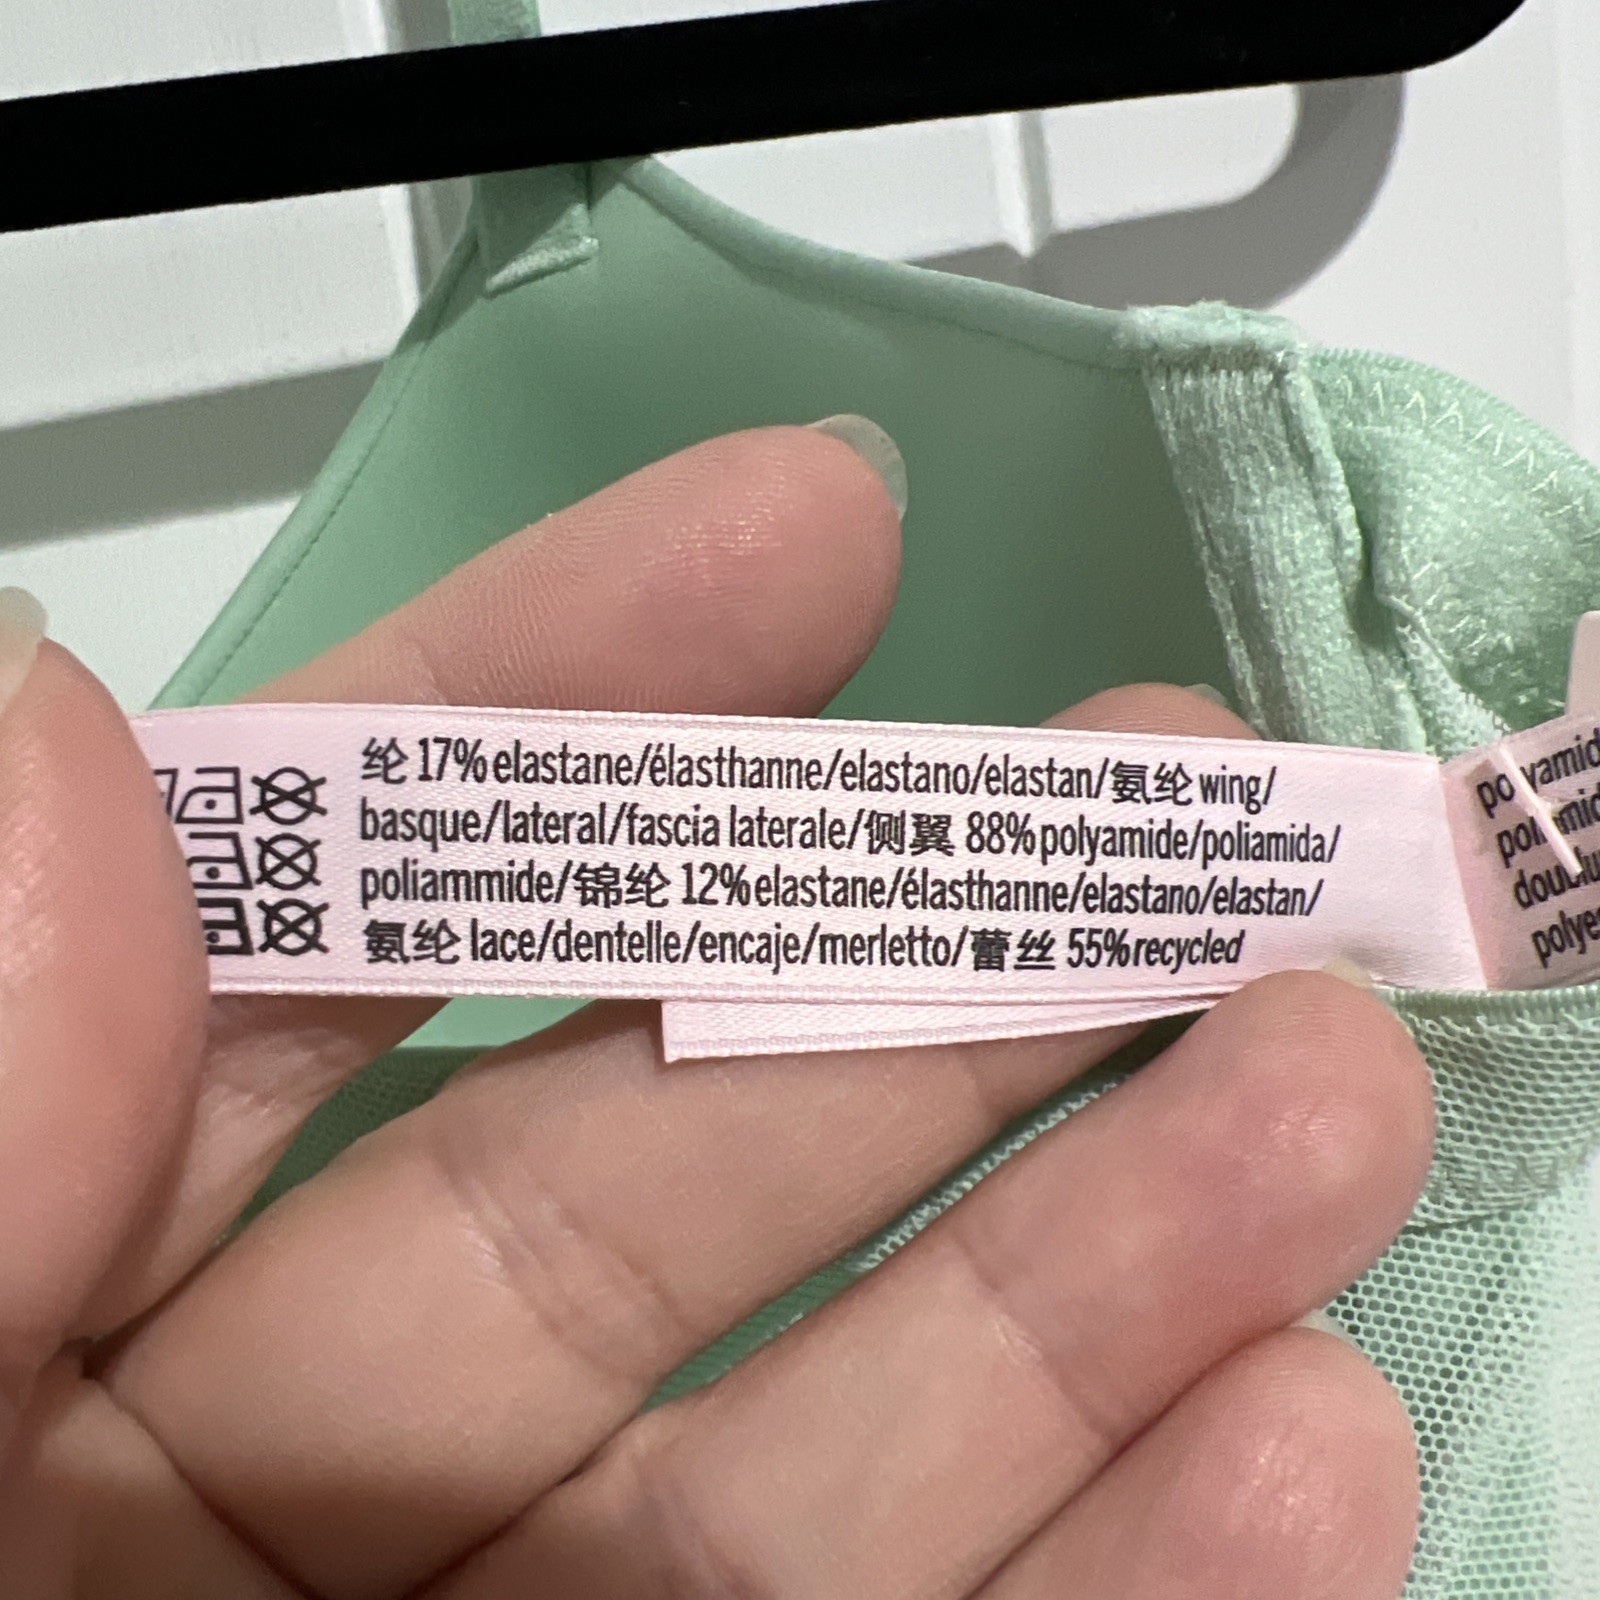 纶 17% elastane/élasthanne/elastano/elastan/氨纶 wing/
basque/lateral/fascia laterale/侧翼 88% polyamide/poliamida/
poliammide/锦纶 12% elastane/élasthanne/elastano/elastan/
氨纶 lace/dentelle/encaje/merletto/蕾丝 55% recycled